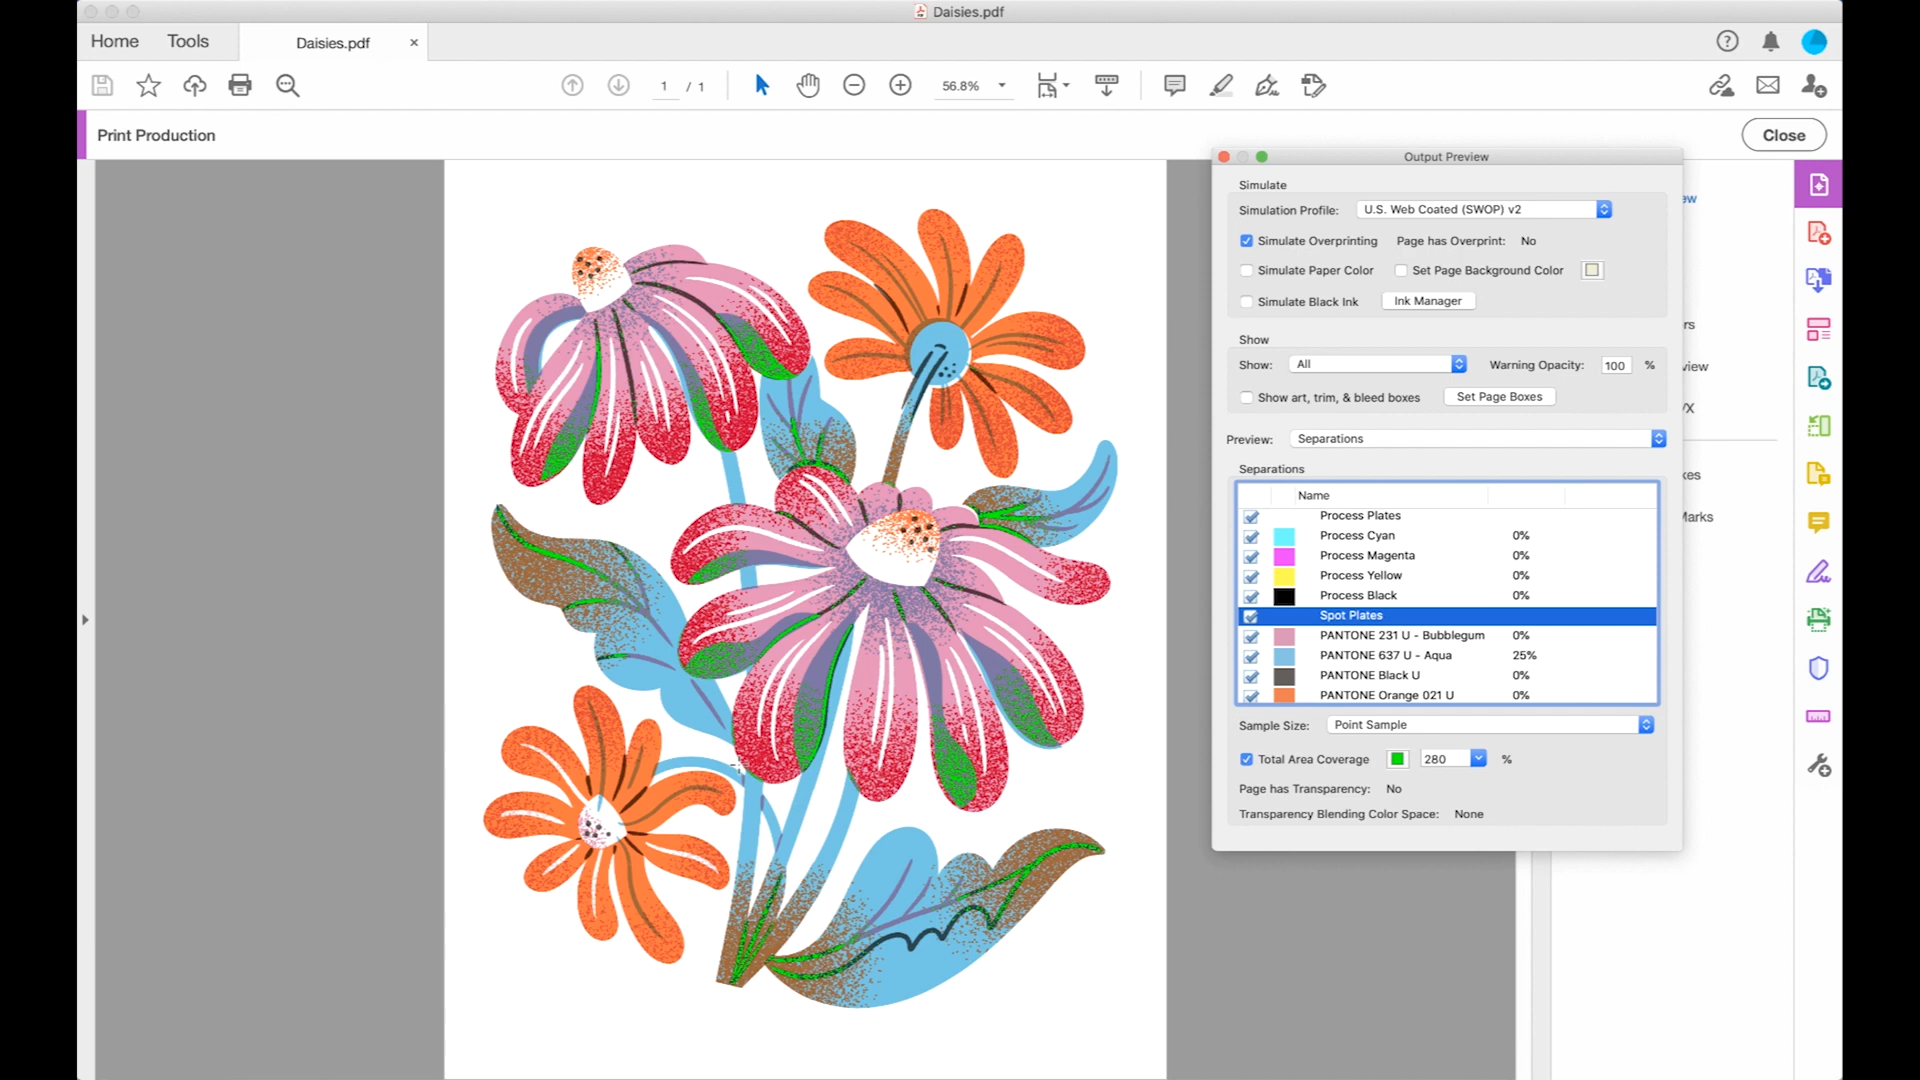 Daisies.pdf
Home Tools Daisies.pdf ×
1 / 1 56.8%
Print Production Close
Output Preview
Simulate
Simulation Profile: U.S. Web Coated (SWOP) v2
Simulate Overprinting Page has Overprint: No
Simulate Paper Color Set Page Background Color
Simulate Black Ink Ink Manager
Show
Show: All Warning Opacity: 100 %
Show art, trim, & bleed boxes Set Page Boxes
Preview: Separations
Separations
Name
Process Plates
Process Cyan 0%
Process Magenta 0%
Process Yellow 0%
Process Black 0%
Spot Plates
PANTONE 231 U - Bubblegum 0%
PANTONE 637 U - Aqua 25%
PANTONE Black U 0%
PANTONE Orange 021 U 0%
Sample Size: Point Sample
Total Area Coverage 280 %
Page has Transparency: No
Transparency Blending Color Space: None
ew
rs
view
/X
xes
Marks